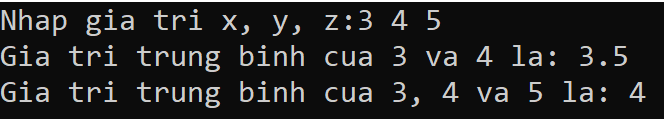 Nhap gia tri x, y, z:3 4 5
Gia tri trung binh cua 3 va 4 la: 3.5
Gia tri trung binh cua 3, 4 va 5 la: 4